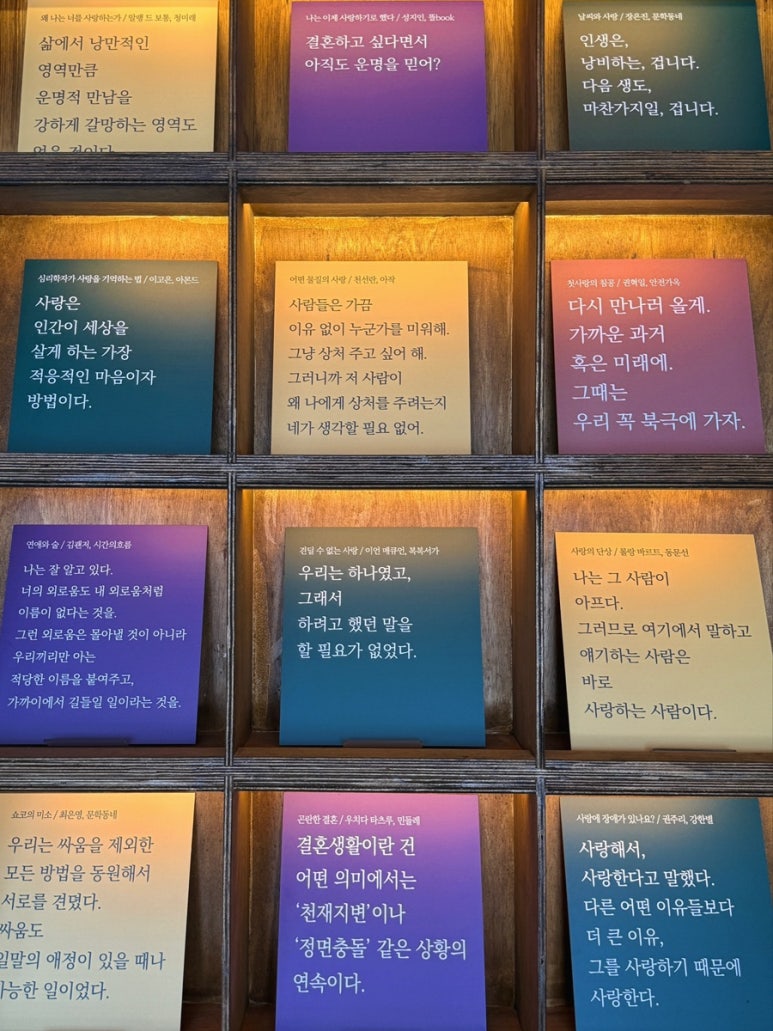 왜 나는 너를 사랑하는가 / 알랭 드 보통, 청미래
삶에서 낭만적인
영역만큼
운명적 만남을
강하게 갈망하는 영역도
없을 것이다.
나는 이제 사랑하기로 했다 / 성지인, 뜰book
결혼하고 싶다면서
아직도 운명을 믿어?
날씨와 사랑 / 장은진, 문학동네
인생은,
낭비하는, 겁니다.
다음 생도,
마찬가지일, 겁니다.
심리학자가 사랑을 기억하는 법 / 이고은, 아몬드
사랑은
인간이 세상을
살게 하는 가장
적응적인 마음이자
방법이다.
어떤 물질의 사랑 / 천선란, 아작
사람들은 가끔
이유 없이 누군가를 미워해.
그냥 상처 주고 싶어 해.
그러니까 저 사람이
왜 나에게 상처를 주려는지
네가 생각할 필요 없어.
첫사랑의 침공 / 권혁일, 안전가옥
다시 만나러 올게.
가까운 과거
혹은 미래에.
그때는
우리 꼭 북극에 가자.
연애와 술 / 김괜저, 시간의흐름
나는 잘 알고 있다.
너의 외로움도 내 외로움처럼
이름이 없다는 것을.
그런 외로움은 몰아낼 것이 아니라
우리끼리만 아는
적당한 이름을 붙여주고,
가까이에서 길들일 일이라는 것을.
견딜 수 없는 사랑 / 이언 매큐언, 복복서가
우리는 하나였고,
그래서
하려고 했던 말을
할 필요가 없었다.
사랑의 단상 / 롤랑 바르트, 동문선
나는 그 사람이
아프다.
그러므로 여기에서 말하고
얘기하는 사람은
바로
사랑하는 사람이다.
쇼코의 미소 / 최은영, 문학동네
우리는 싸움을 제외한
모든 방법을 동원해서
서로를 견뎠다.
싸움도
일말의 애정이 있을 때나
가능한 일이었다.
곤란한 결혼 / 우치다 타츠루, 민들레
결혼생활이란 건
어떤 의미에서는
‘천재지변’이나
‘정면충돌’ 같은 상황의
연속이다.
사랑에 장애가 있나요? / 권주리, 강한별
사랑해서,
사랑한다고 말했다.
다른 어떤 이유들보다
더 큰 이유,
그를 사랑하기 때문에
사랑한다.